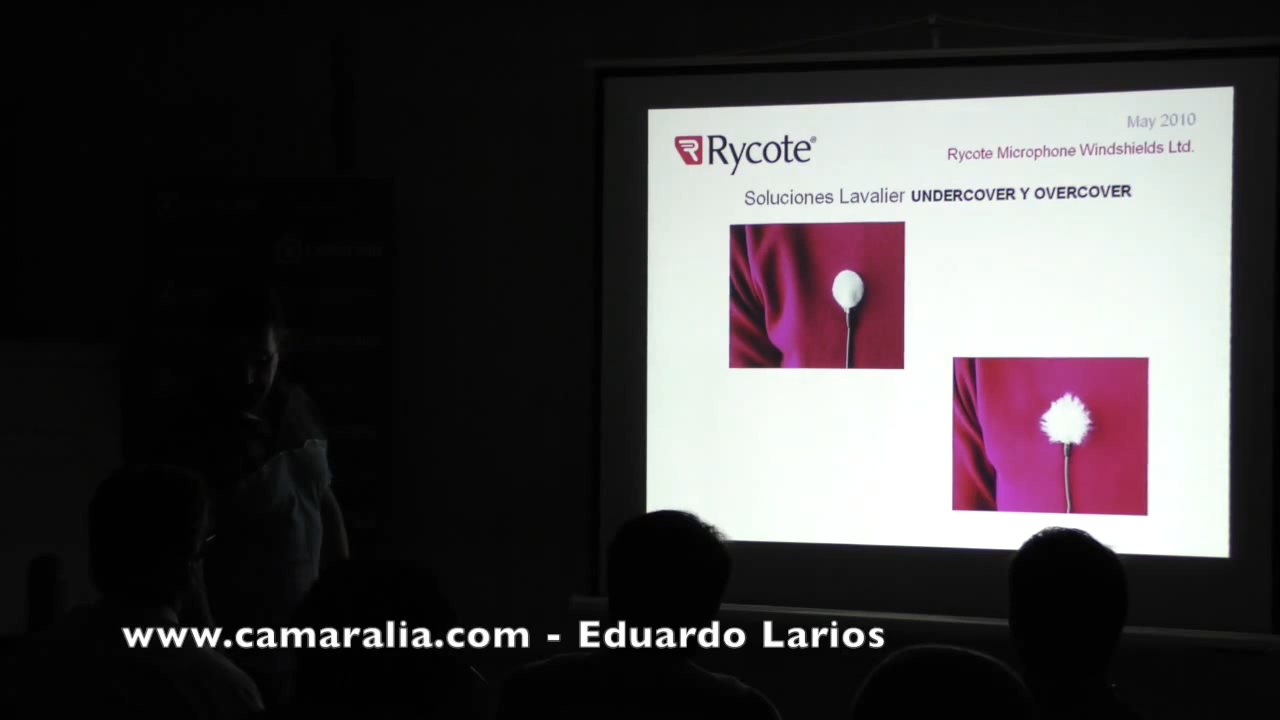 May 2010
Rycote®
Rycote Microphone Windshields Ltd.
Soluciones Lavalier UNDERCOVER Y OVERCOVER
www.camaralia.com - Eduardo Larios